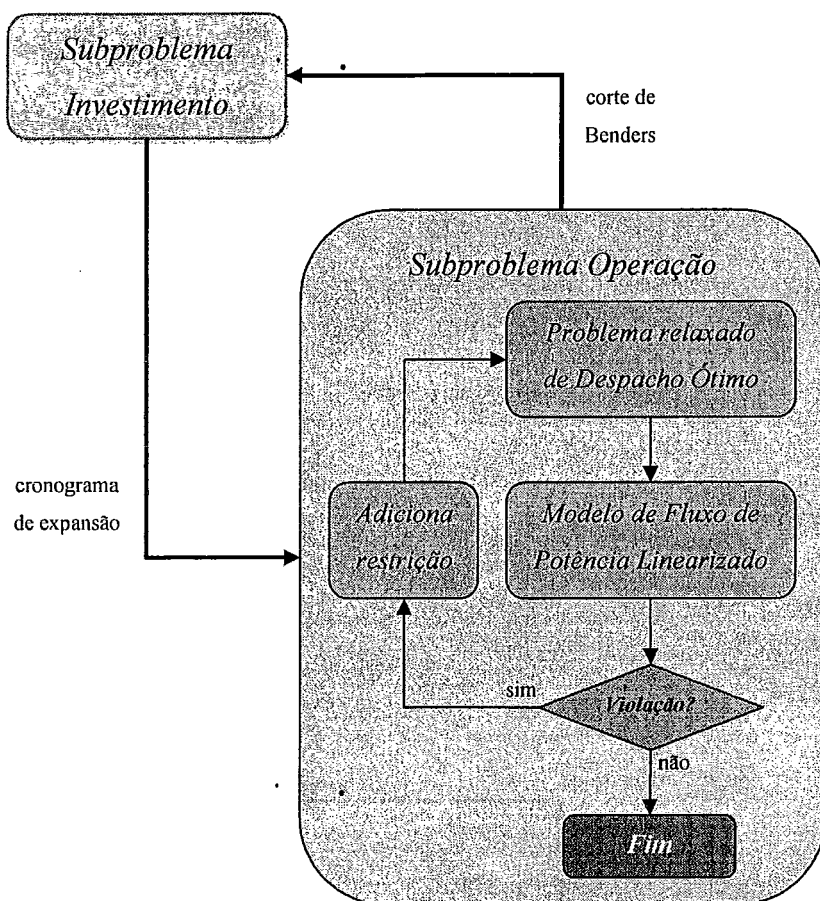 Subproblema
Investimento
corte de
Benders
Subproblema Operação
Problema relaxado
de Despacho Ótimo
cronograma
de expansão
Adiciona
restrição
Modelo de Fluxo de
Potência Linearizado
sim
Violação?
não
Fim